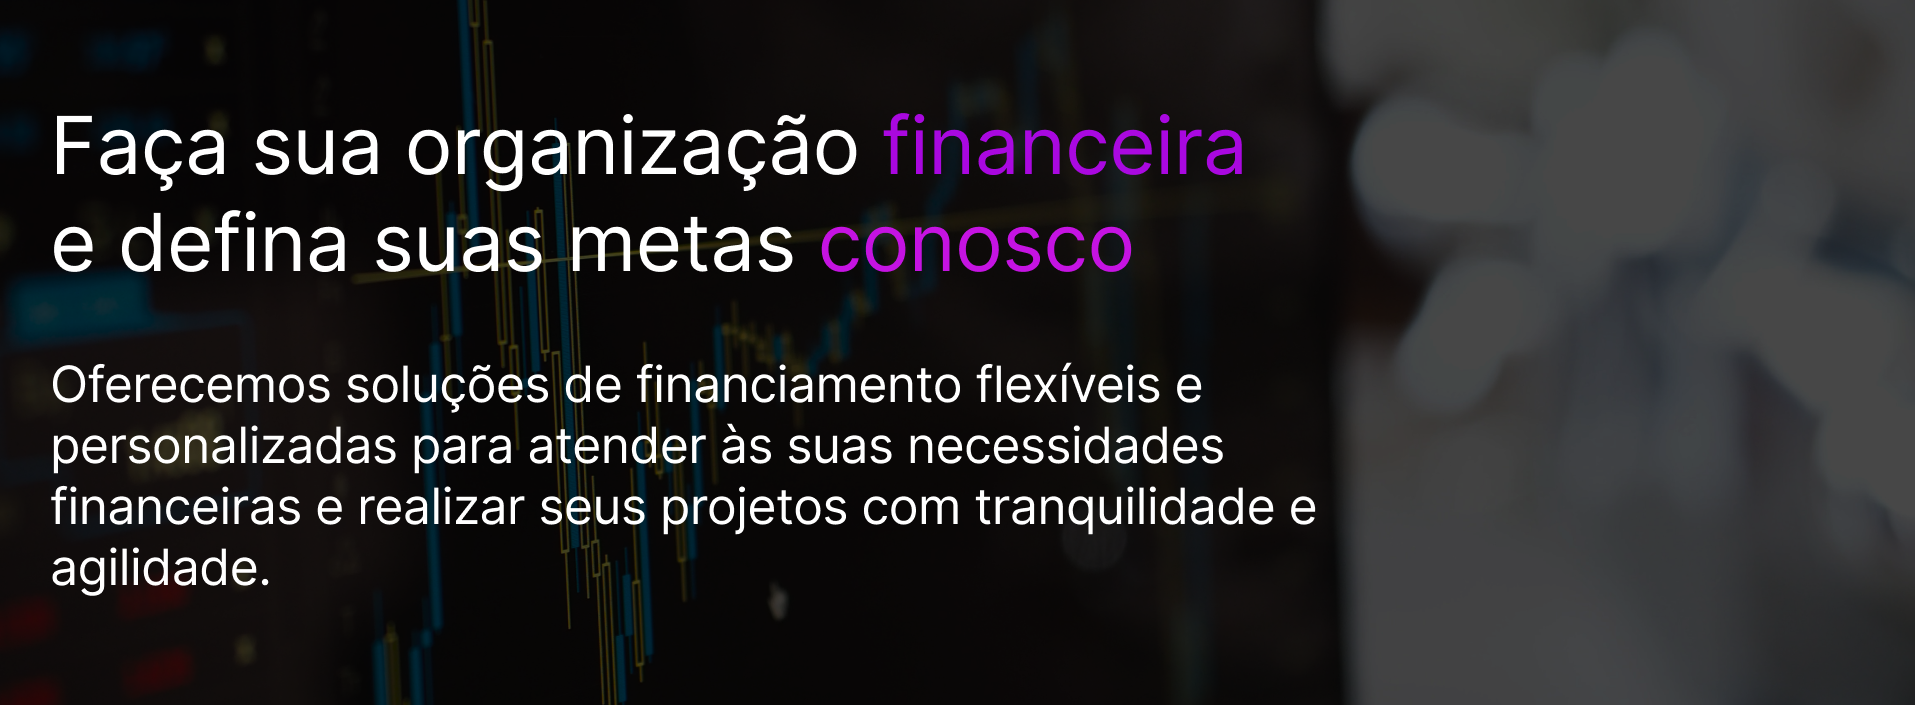 Faça sua organização financeira
e defina suas metas conosco
Oferecemos soluções de financiamento flexíveis e
personalizadas para atender às suas necessidades
financeiras e realizar seus projetos com tranquilidade e
agilidade.